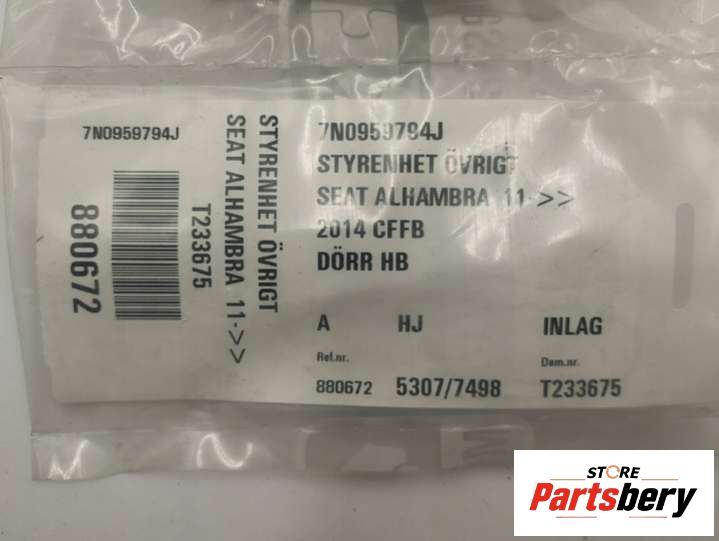 7N0959794J
880672
T233675
SEAT ALHAMBRA 11->>
STYRENHET ÖVRIGT
7N0959794J
STYRENHET ÖVRIGT
SEAT ALHAMBRA 11->>
2014 CFFB
DÖRR HB
A HJ INLAG
Ref.nr. Dem.nr.
880672 5307/7498 T233675
STORE
Partsbery